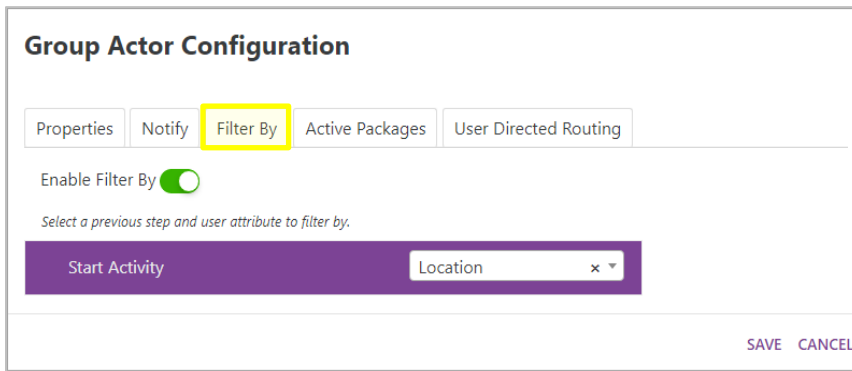 Group Actor Configuration
Properties Notify Filter By Active Packages User Directed Routing
Enable Filter By
Select a previous step and user attribute to filter by.
Start Activity Location ×
SAVE CANCEL